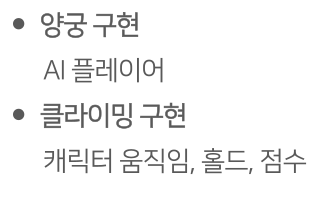 • 양궁 구현
AI 플레이어
• 클라이밍 구현
캐릭터 움직임, 홀드, 점수